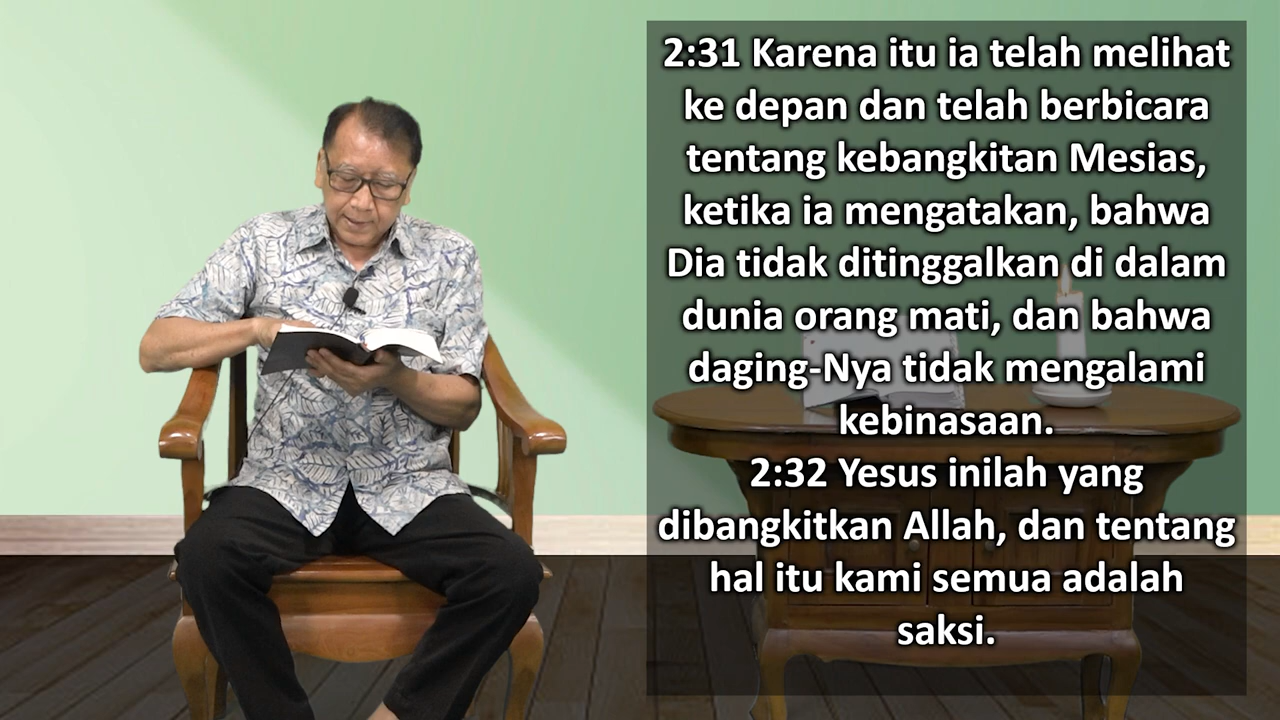 2:31 Karena itu ia telah melihat
ke depan dan telah berbicara
tentang kebangkitan Mesias,
ketika ia mengatakan, bahwa
Dia tidak ditinggalkan di dalam
dunia orang mati, dan bahwa
daging-Nya tidak mengalami
kebinasaan.
2:32 Yesus inilah yang
dibangkitkan Allah, dan tentang
hal itu kami semua adalah
saksi.